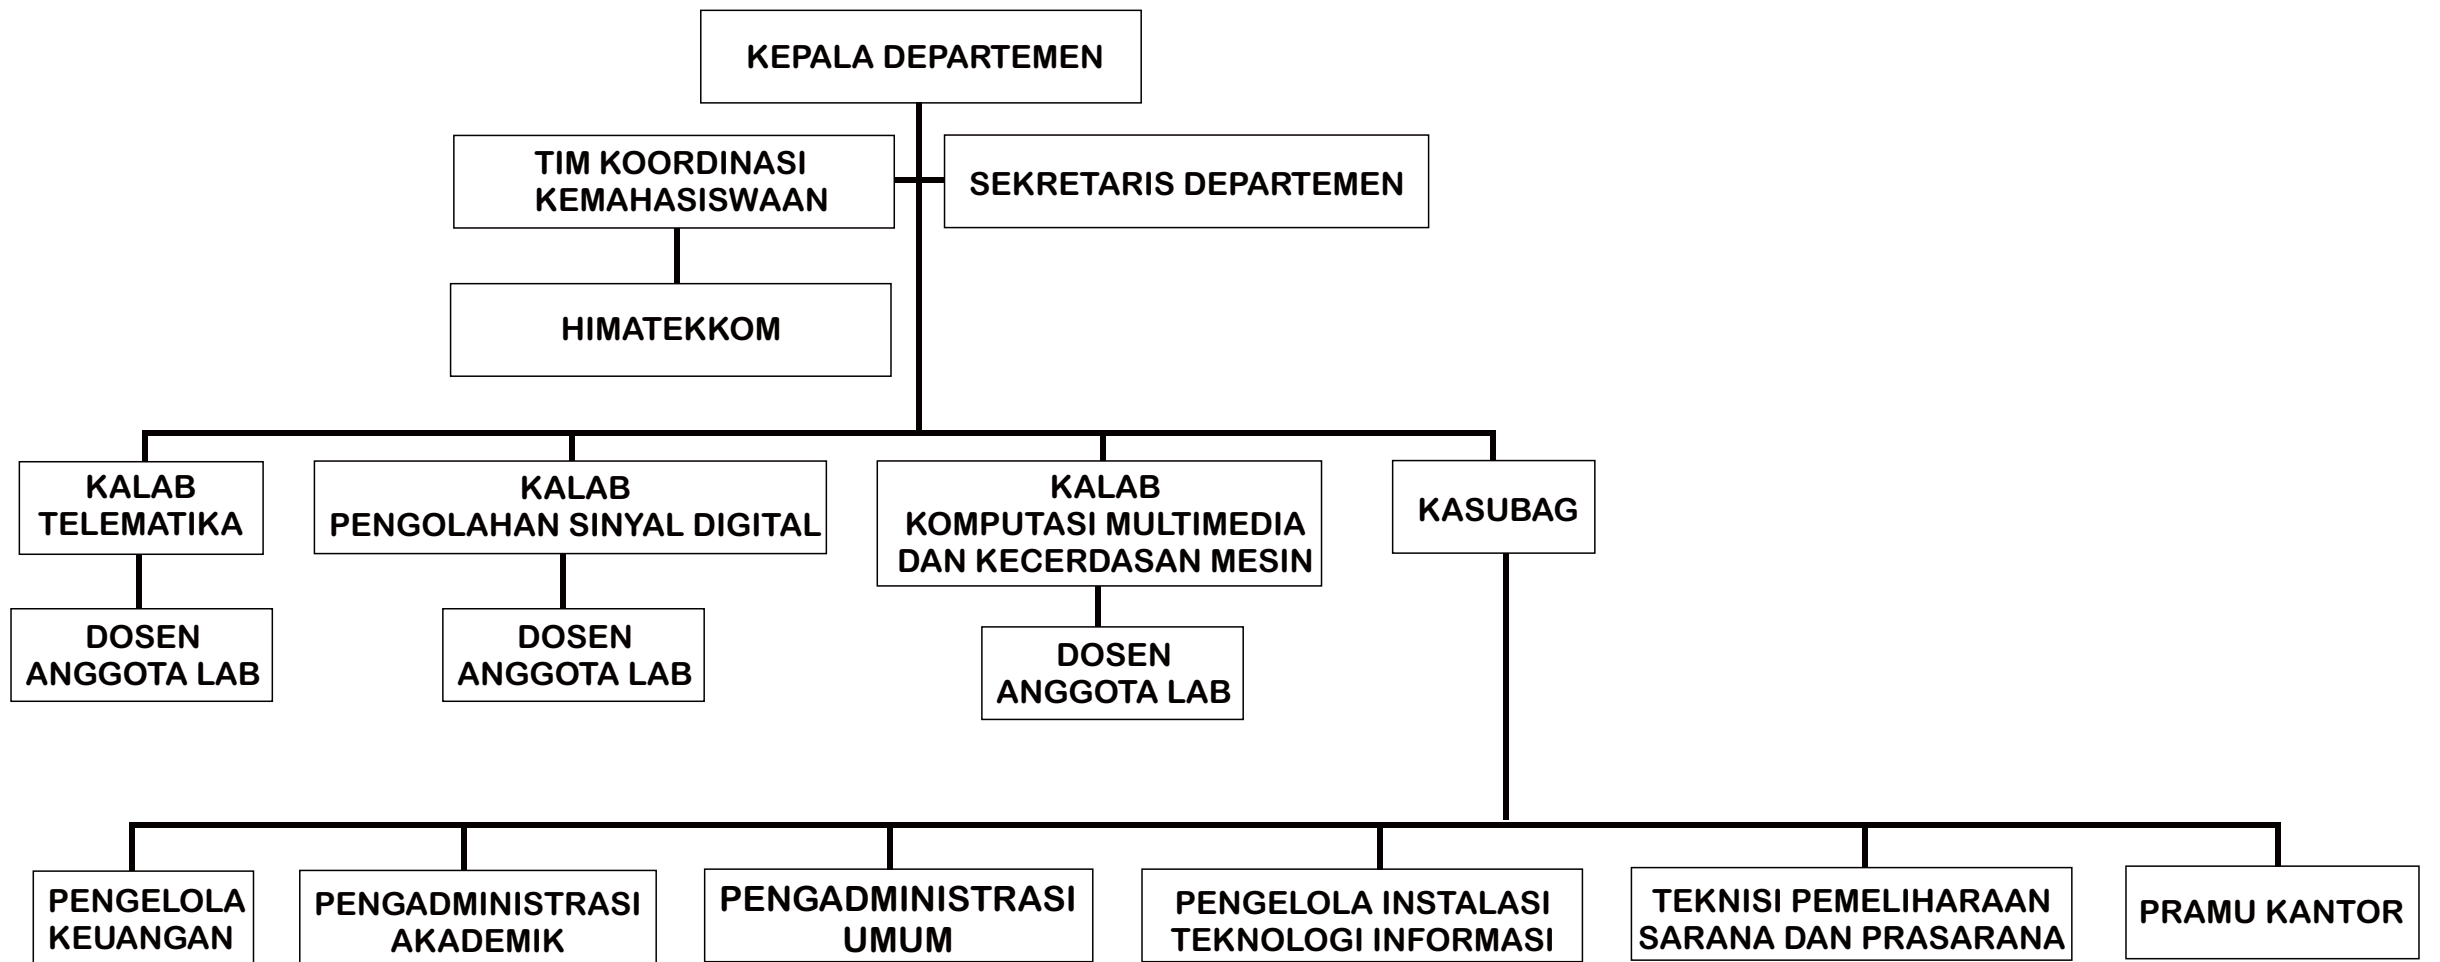 KEPALA DEPARTEMEN
TIM KOORDINASI
KEMAHASISWAAN
SEKRETARIS DEPARTEMEN
HIMATEKKOM
KALAB
TELEMATIKA
KALAB
PENGOLAHAN SINYAL DIGITAL
KALAB
KOMPUTASI MULTIMEDIA
DAN KECERDASAN MESIN
KASUBAG
DOSEN
ANGGOTA LAB
DOSEN
ANGGOTA LAB
DOSEN
ANGGOTA LAB
PENGELOLA
KEUANGAN
PENGADMINISTRASI
AKADEMIK
PENGADMINISTRASI
UMUM
PENGELOLA INSTALASI
TEKNOLOGI INFORMASI
TEKNISI PEMELIHARAAN
SARANA DAN PRASARANA
PRAMU KANTOR